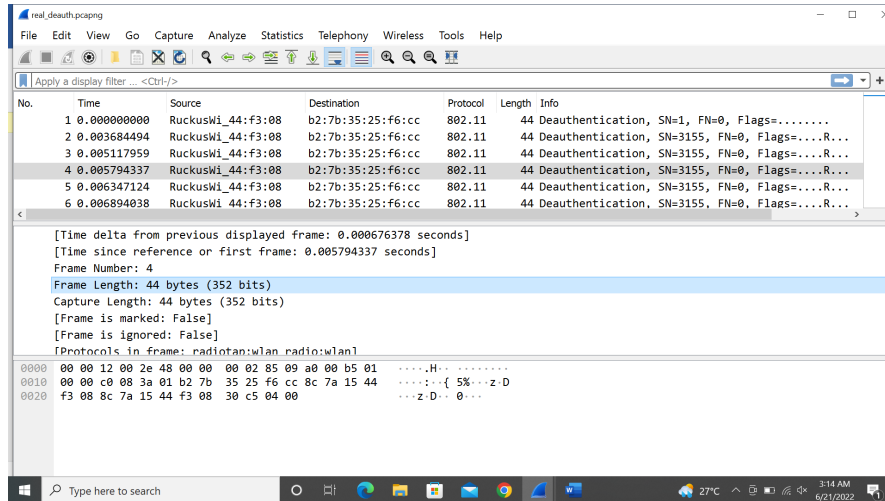 real_deauth.pcapng
File Edit View Go Capture Analyze Statistics Telephony Wireless Tools Help
Apply a display filter ... <Ctrl-/>
No. Time Source Destination Protocol Length Info
1 0.000000000 RuckusWi_44:f3:08 b2:7b:35:25:f6:cc 802.11 44 Deauthentication, SN=1, FN=0, Flags=........
2 0.003684494 RuckusWi_44:f3:08 b2:7b:35:25:f6:cc 802.11 44 Deauthentication, SN=3155, FN=0, Flags=....R...
3 0.005117959 RuckusWi_44:f3:08 b2:7b:35:25:f6:cc 802.11 44 Deauthentication, SN=3155, FN=0, Flags=....R...
4 0.005794337 RuckusWi_44:f3:08 b2:7b:35:25:f6:cc 802.11 44 Deauthentication, SN=3155, FN=0, Flags=....R...
5 0.006347124 RuckusWi_44:f3:08 b2:7b:35:25:f6:cc 802.11 44 Deauthentication, SN=3155, FN=0, Flags=....R...
6 0.006894038 RuckusWi_44:f3:08 b2:7b:35:25:f6:cc 802.11 44 Deauthentication, SN=3155, FN=0, Flags=....R...
[Time delta from previous displayed frame: 0.000676378 seconds]
[Time since reference or first frame: 0.005794337 seconds]
Frame Number: 4
Frame Length: 44 bytes (352 bits)
Capture Length: 44 bytes (352 bits)
[Frame is marked: False]
[Frame is ignored: False]
[Protocols in frame: radiotap:wlan_radio:wlan]
0000 00 00 12 00 2e 48 00 00 00 02 85 09 a0 00 b5 01 ·····.H·· ········
0010 00 00 c0 08 3a 01 b2 7b 35 25 f6 cc 8c 7a 15 44 ····:··{ 5%···z·D
0020 f3 08 8c 7a 15 44 f3 08 30 c5 04 00 ···z·D·· 0···
Type here to search
27°C
3:14 AM
6/21/2022